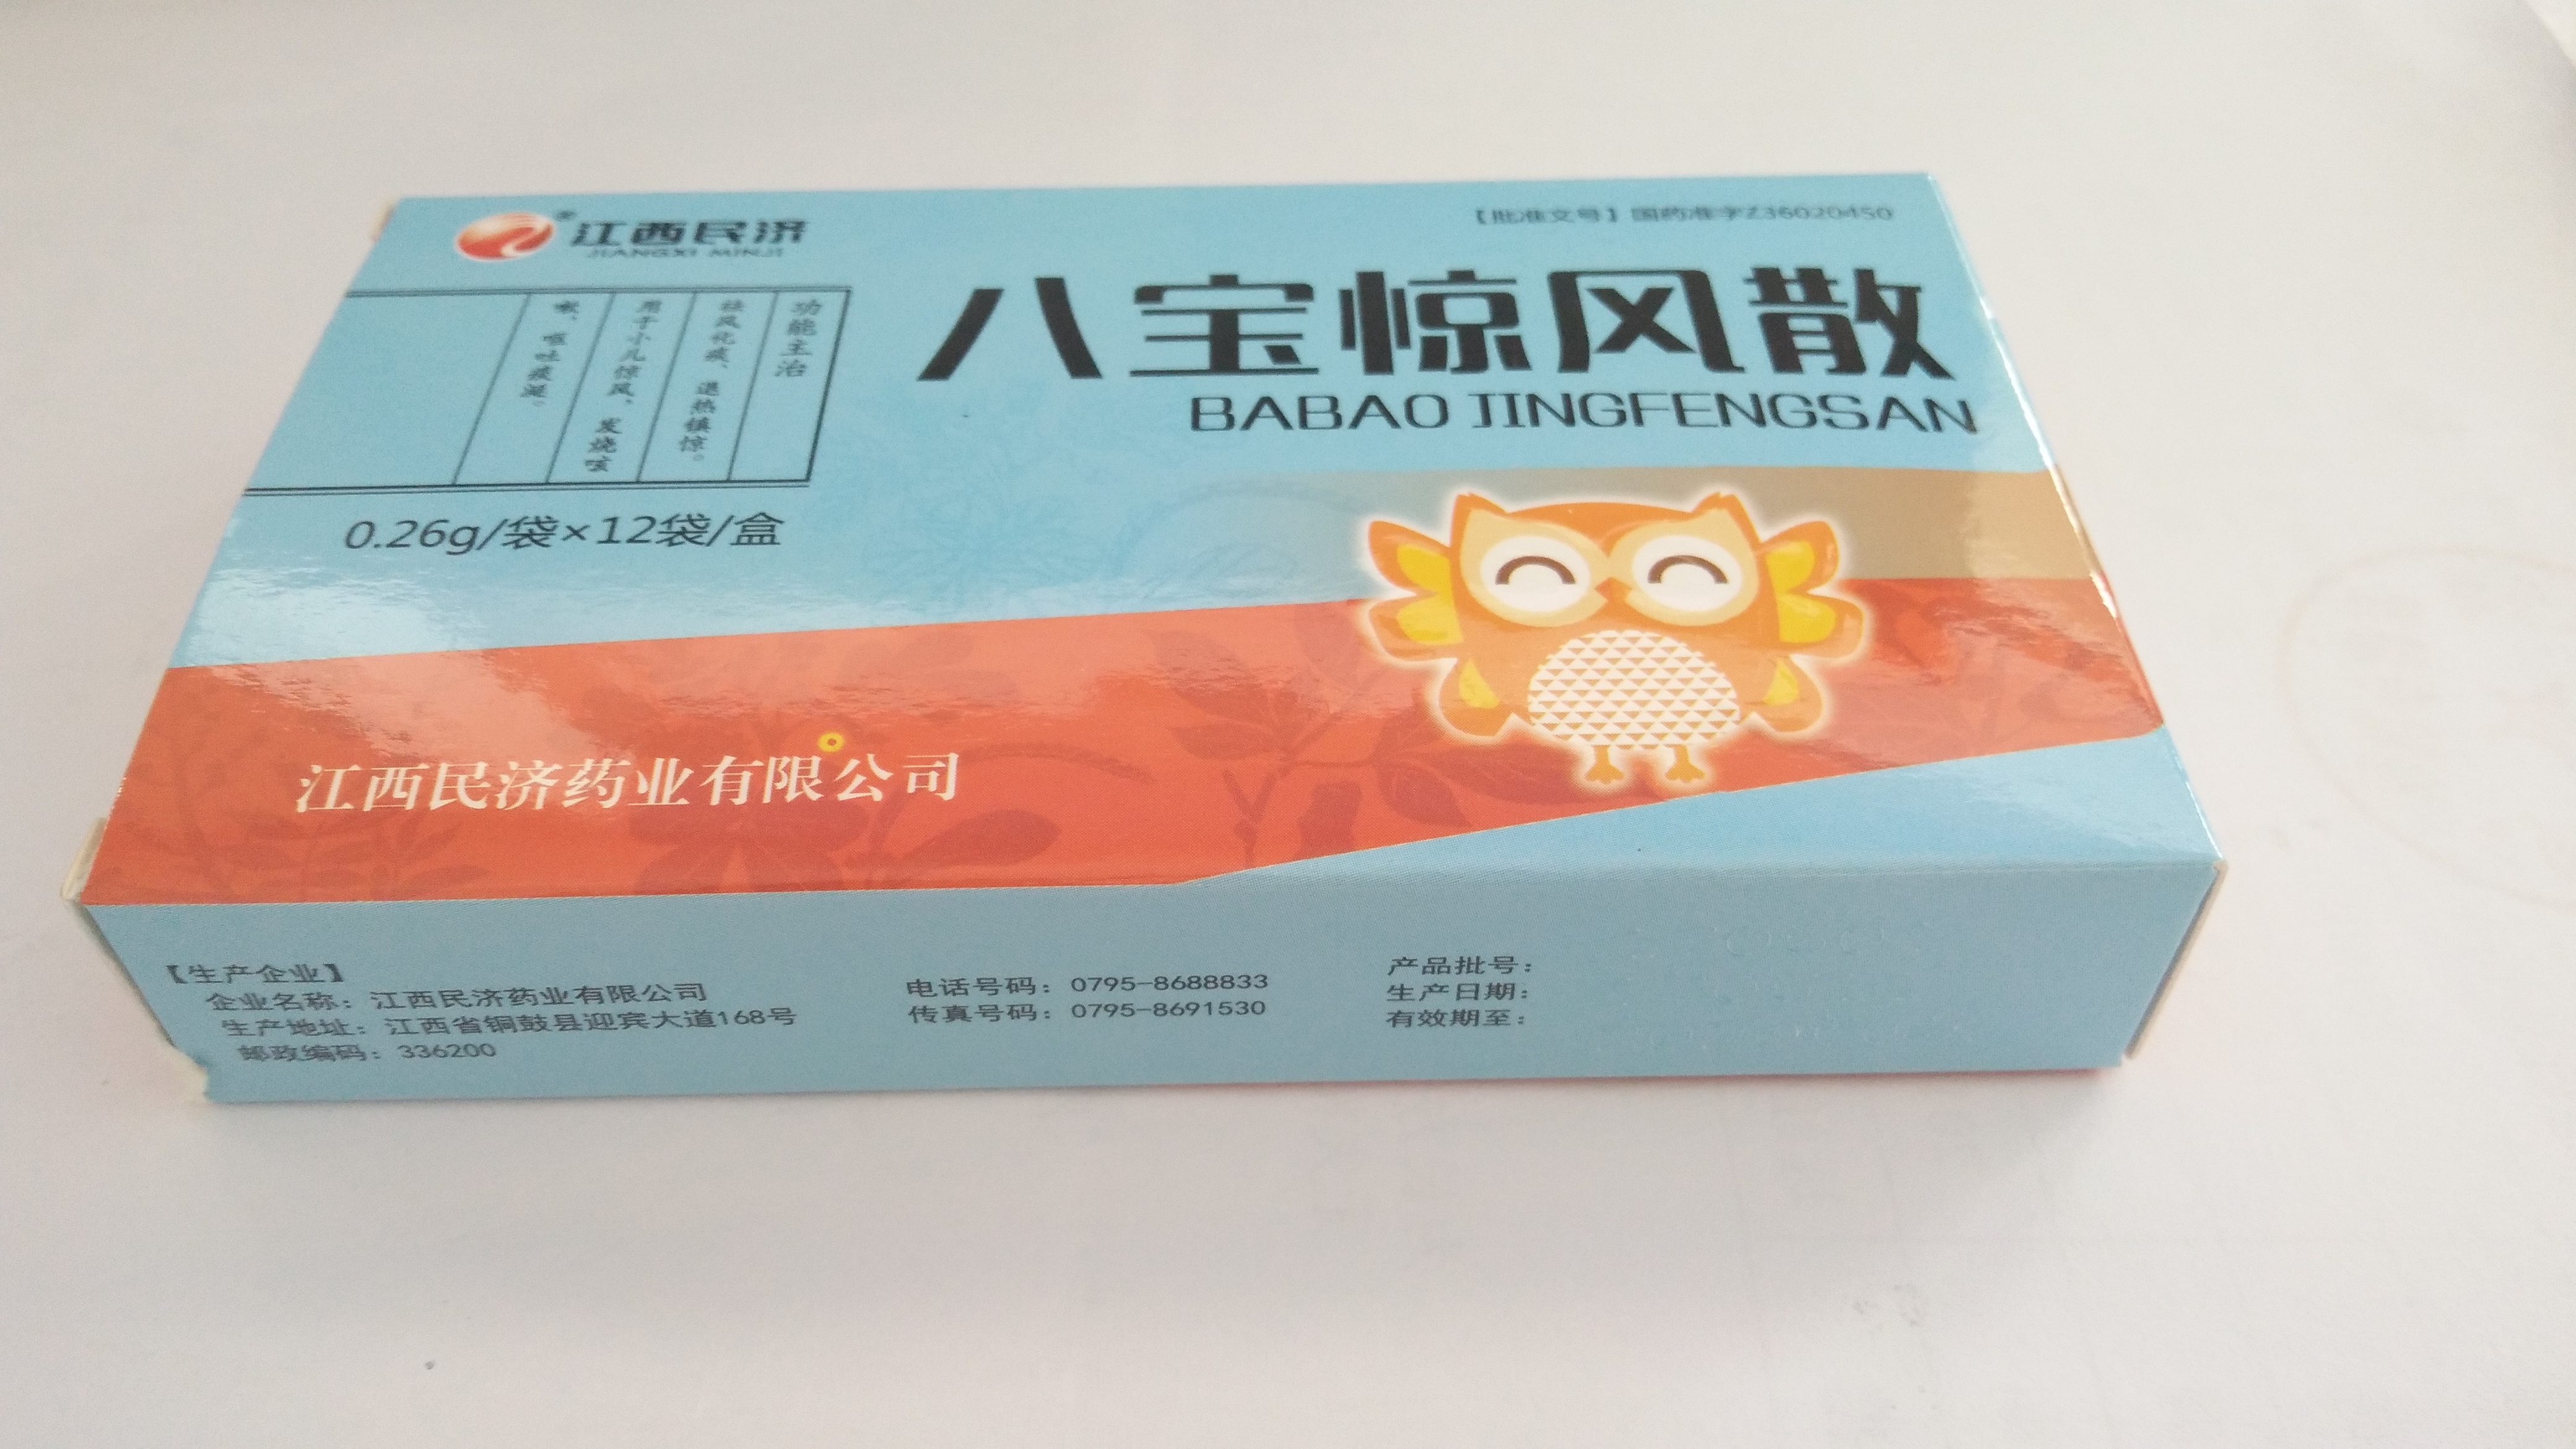 江西民济
JIANGXI MINJI
【批准文号】国药准字Z36020450
八宝惊风散
BABAO JINGFENGSAN
功能主治
祛风化痰、退热镇惊。
用于小儿惊风，发烧咳
嗽、呕吐痰涎。
0.26g/袋×12袋/盒
江西民济药业有限公司
【生产企业】
企业名称：江西民济药业有限公司
生产地址：江西省铜鼓县迎宾大道168号
邮政编码：336200
电话号码：0795-8688833
传真号码：0795-8691530
产品批号：
生产日期：
有效期至：